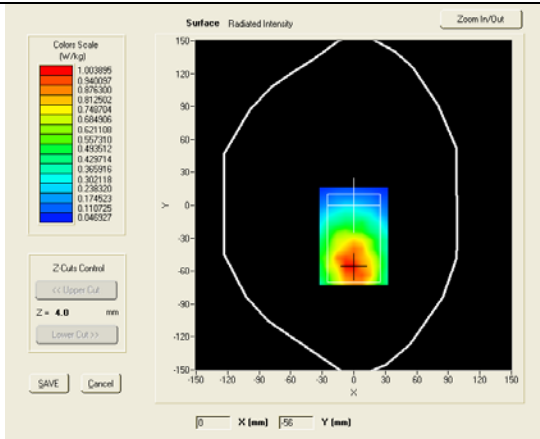 Surface Radiated Intensity
Zoom In/Out
Colors Scale
(W/kg)
1.003895
0.940097
0.876300
0.812502
0.748704
0.684906
0.621108
0.557310
0.493512
0.429714
0.365916
0.302118
0.238320
0.174523
0.110725
0.046927
Z-Cuts Control
<< Upper Cut
Z = 4.0 mm
Lower Cut >>
SAVE
Cancel
150
120
90
60
30
0
-30
-60
-90
-120
-150
Y
-150 -120 -90 -60 -30 0 30 60 90 120 150
X
0 X (mm) -56 Y (mm)